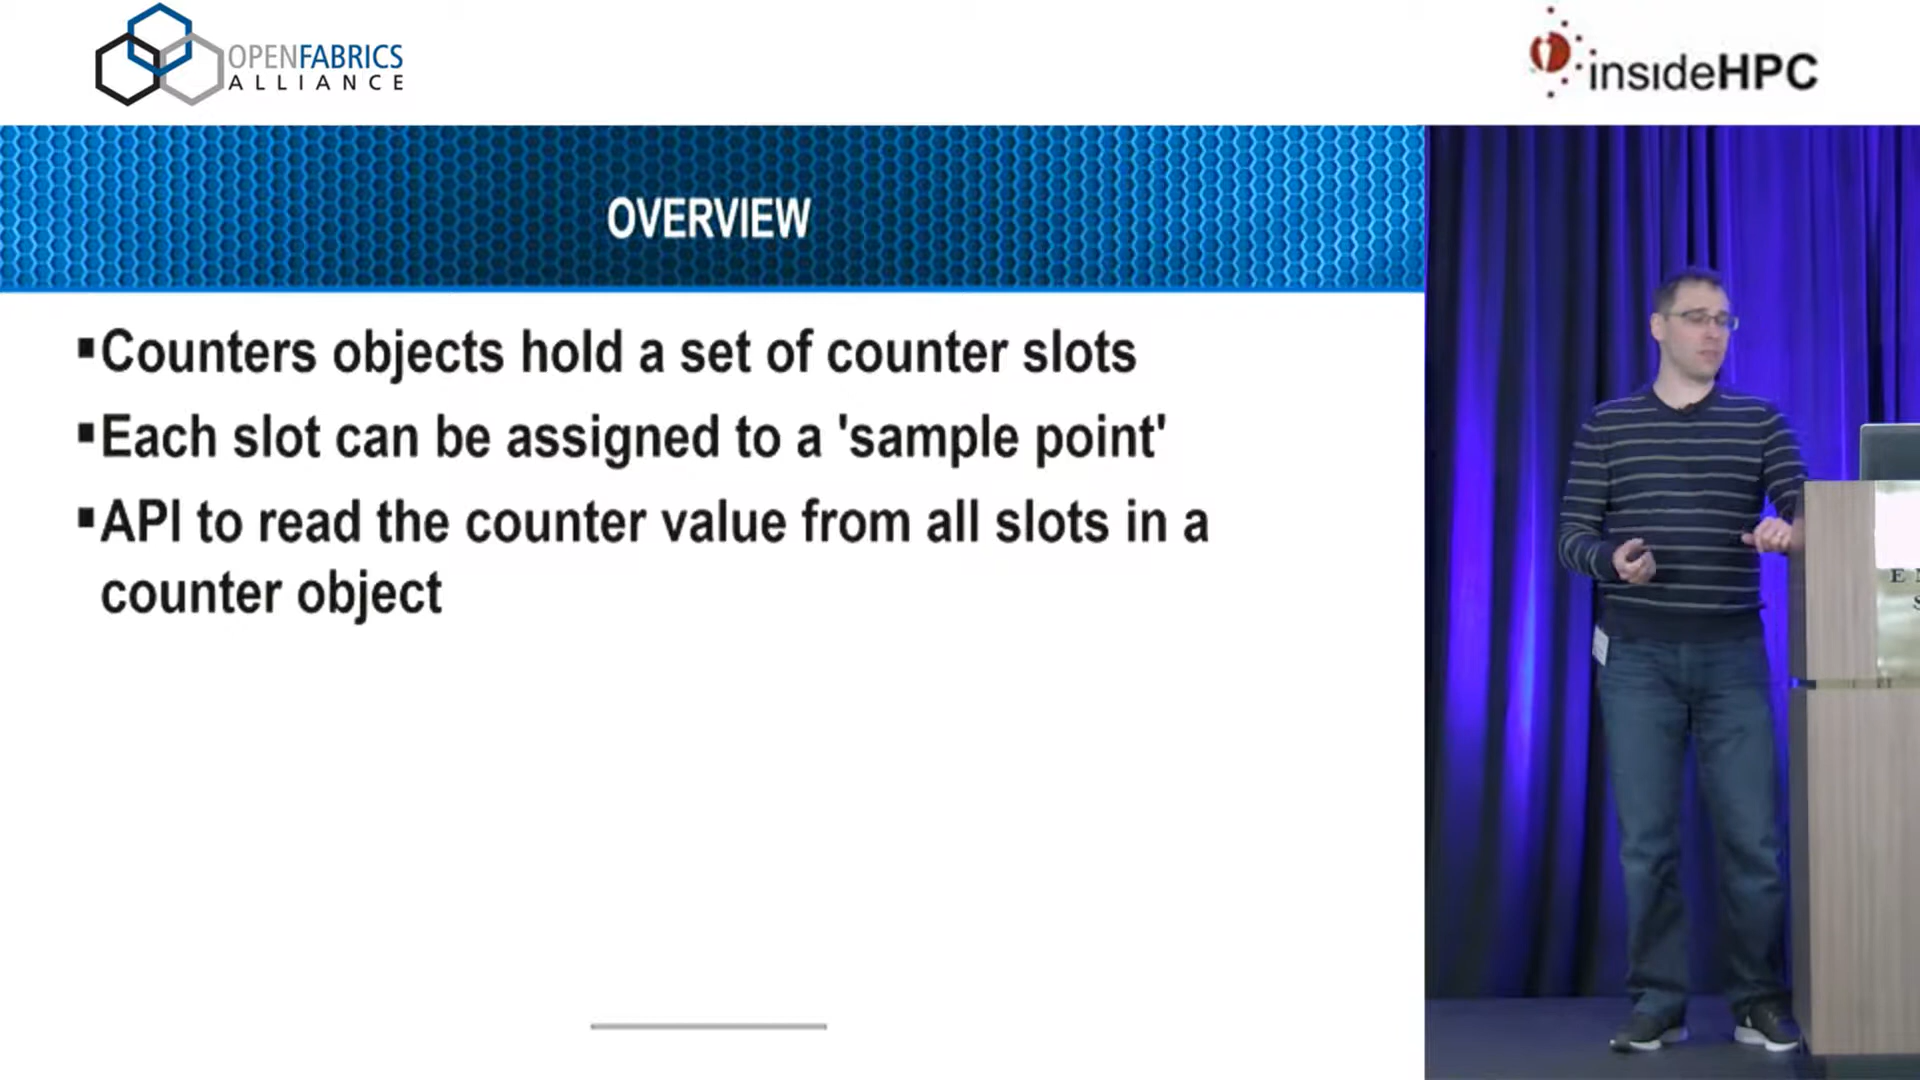 OPENFABRICS
ALLIANCE
insideHPC
OVERVIEW
▪Counters objects hold a set of counter slots
▪Each slot can be assigned to a 'sample point'
▪API to read the counter value from all slots in a
counter object